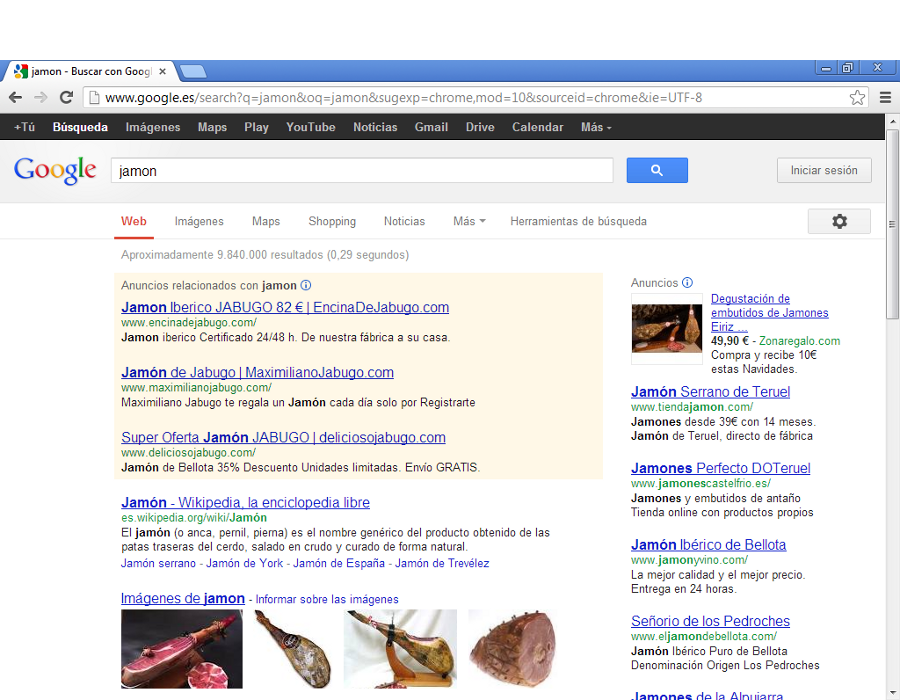 jamon - Buscar con Googl
www.google.es/search?q=jamon&oq=jamon&sugexp=chrome,mod=10&sourceid=chrome&ie=UTF-8
+Tú Búsqueda Imágenes Maps Play YouTube Noticias Gmail Drive Calendar Más
Google
jamon
Iniciar sesión
Web Imágenes Maps Shopping Noticias Más Herramientas de búsqueda
Aproximadamente 9.840.000 resultados (0,29 segundos)
Anuncios relacionados con jamon
Jamon Iberico JABUGO 82 € | EncinaDeJabugo.com
www.encinadejabugo.com/
Jamon iberico Certificado 24/48 h. De nuestra fábrica a su casa.
Jamón de Jabugo | MaximilianoJabugo.com
www.maximilianojabugo.com/
Maximiliano Jabugo te regala un Jamón cada día solo por Registrarte
Super Oferta Jamón JABUGO | deliciosojabugo.com
www.deliciosojabugo.com/
Jamón de Bellota 35% Descuento Unidades limitadas. Envío GRATIS.
Jamón - Wikipedia, la enciclopedia libre
es.wikipedia.org/wiki/Jamón
El jamón (o anca, pernil, pierna) es el nombre genérico del producto obtenido de las
patas traseras del cerdo, salado en crudo y curado de forma natural.
Jamón serrano - Jamón de York - Jamón de España - Jamón de Trevélez
Imágenes de jamon - Informar sobre las imágenes
Anuncios
Degustación de
embutidos de Jamones
Eiriz ...
49,90 € - Zonaregalo.com
Compra y recibe 10€
estas Navidades.
Jamón Serrano de Teruel
www.tiendajamon.com/
Jamones desde 39€ con 14 meses.
Jamón de Teruel, directo de fábrica
Jamones Perfecto DOTeruel
www.jamonescastelfrio.es/
Jamones y embutidos de antaño
Tienda online con productos propios
Jamón Ibérico de Bellota
www.jamonyvino.com/
La mejor calidad y el mejor precio.
Entrega en 24 horas.
Señorio de los Pedroches
www.eljamondebellota.com/
Jamón Ibérico Puro de Bellota
Denominación Origen Los Pedroches
Jamones de la Alpujarra